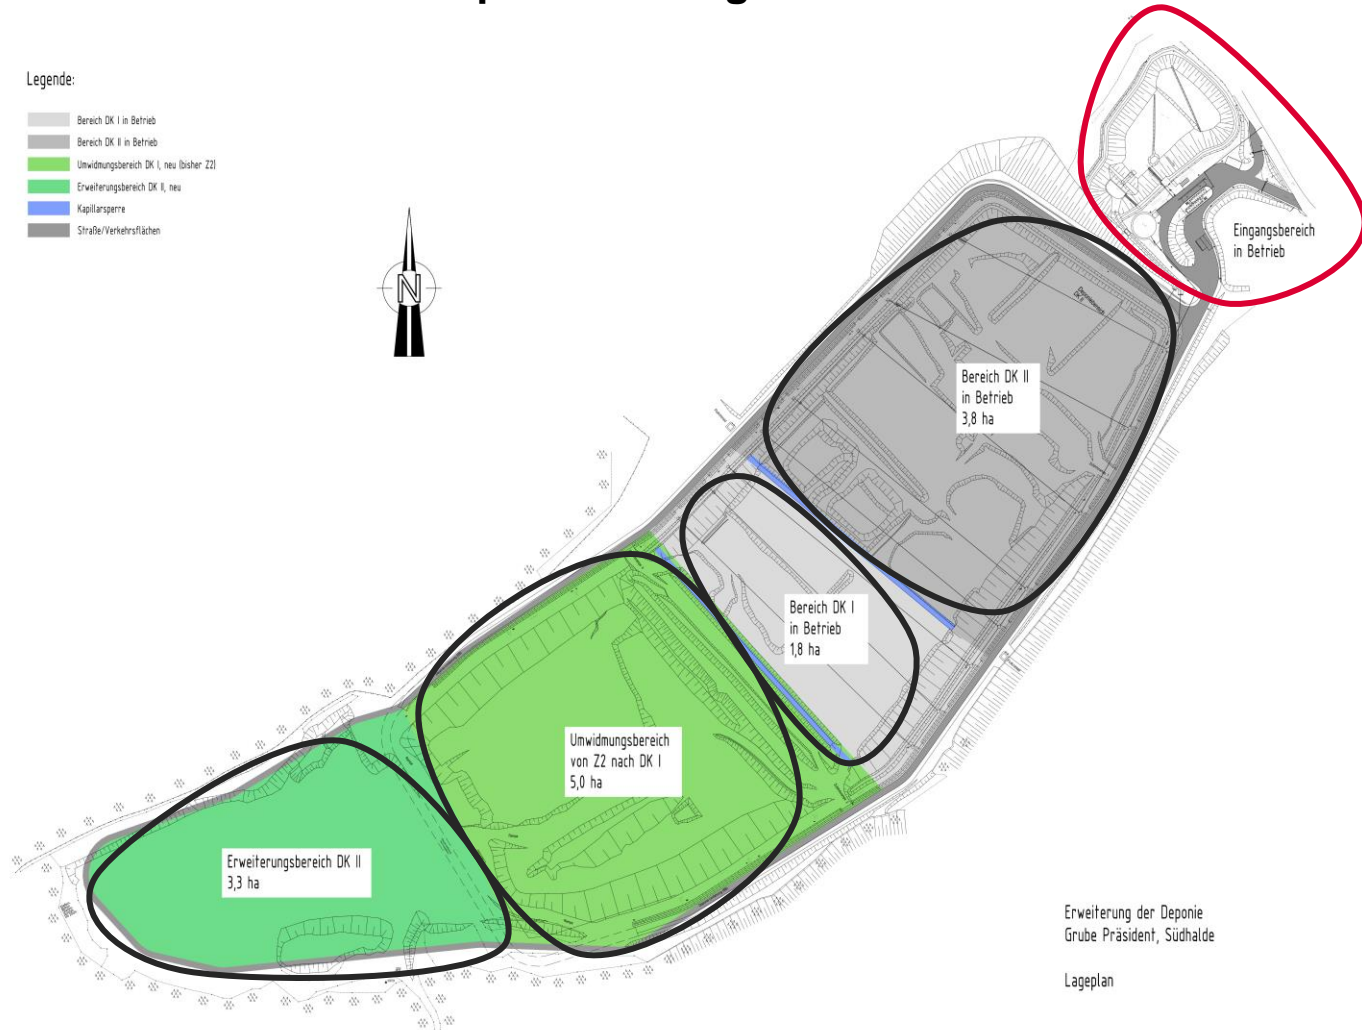 Legende:
Bereich DK I in Betrieb
Bereich DK II in Betrieb
Umwidmungsbereich DK I, neu (bisher Z2)
Erweiterungsbereich DK II, neu
Kapillarsperre
Straße/Verkehrsflächen
N
Eingangsbereich
in Betrieb
Bereich DK II
in Betrieb
3,8 ha
Bereich DK I
in Betrieb
1,8 ha
Umwidmungsbereich
von Z2 nach DK I
5,0 ha
Erweiterungsbereich DK II
3,3 ha
Erweiterung der Deponie
Grube Präsident, Südhalde
Lageplan